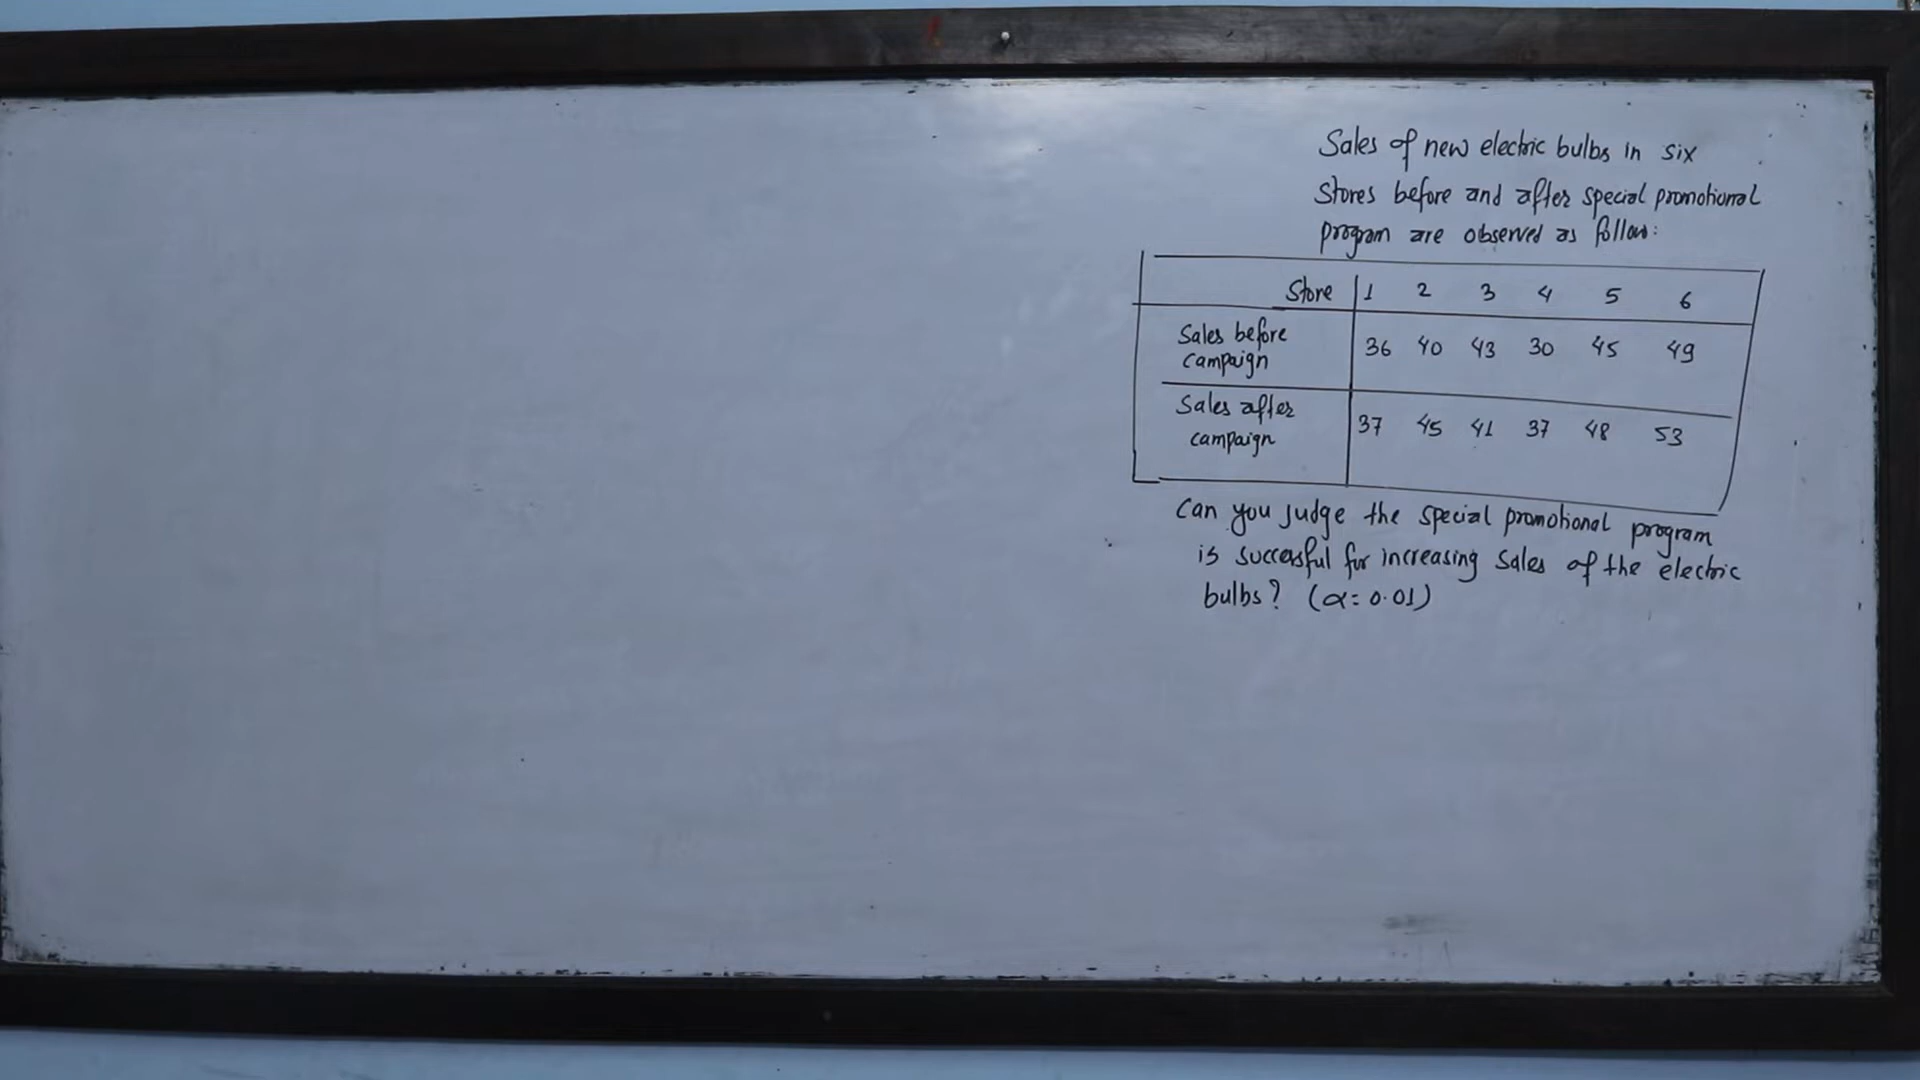 Sales of new electric bulbs in six
stores before and after special promotional
program are observed as follow:
Store 1 2 3 4 5 6
Sales before
campaign
36 40 43 30 45 49
Sales after
campaign
37 45 41 37 48 53
Can you judge the special promotional program
is successful for increasing sales of the electric
bulbs? (α = 0.01)